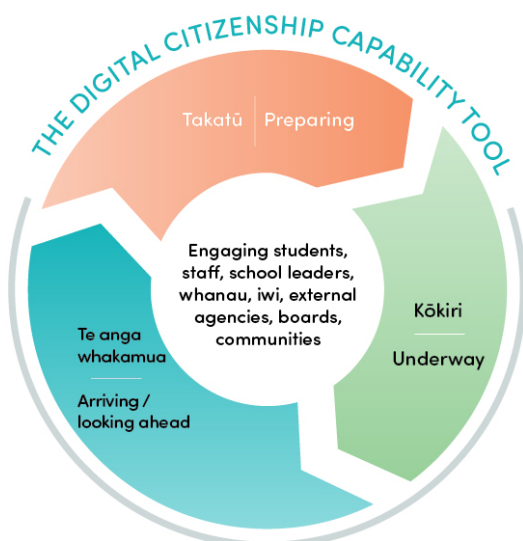 THE DIGITAL CITIZENSHIP CAPABILITY TOOL
Takatū | Preparing
Engaging students,
staff, school leaders,
whanau, iwi, external
agencies, boards,
communities
Kōkiri
Underway
Te anga
whakamua
Arriving /
looking ahead